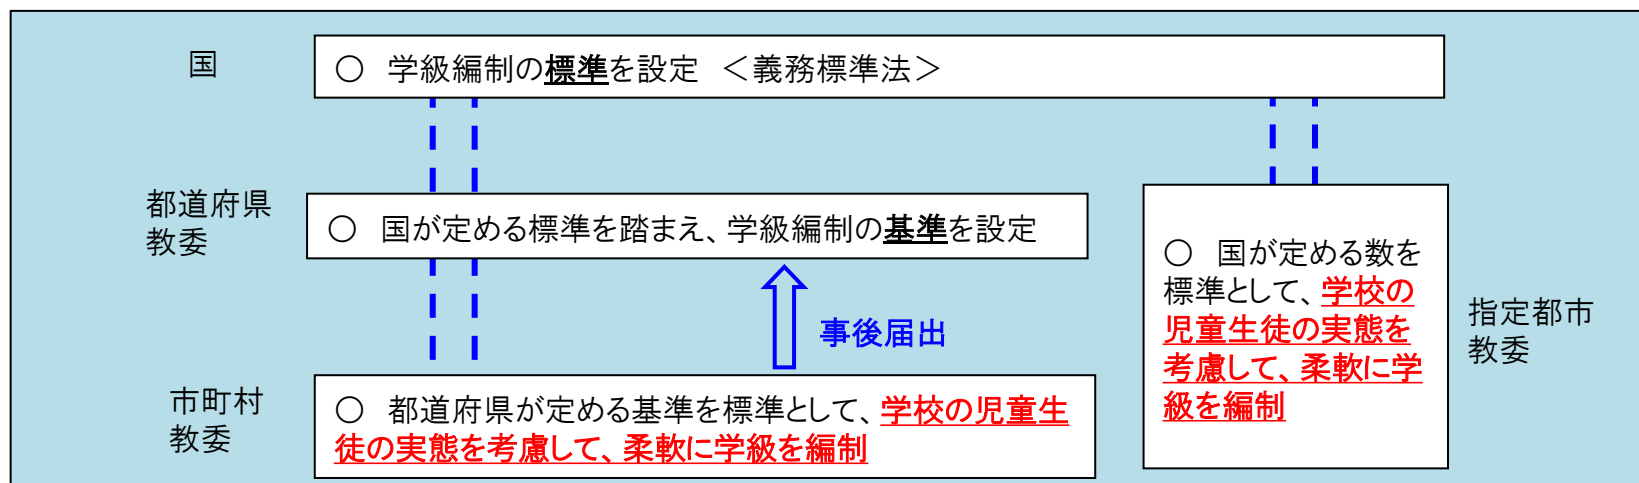 国
○ 学級編制の標準を設定 ＜義務標準法＞
都道府県
教委
○ 国が定める標準を踏まえ、学級編制の基準を設定
事後届出
市町村
教委
○ 都道府県が定める基準を標準として、学校の児童生
徒の実態を考慮して、柔軟に学級を編制
○ 国が定める数を
標準として、学校の
児童生徒の実態を
考慮して、柔軟に学
級を編制
指定都市
教委